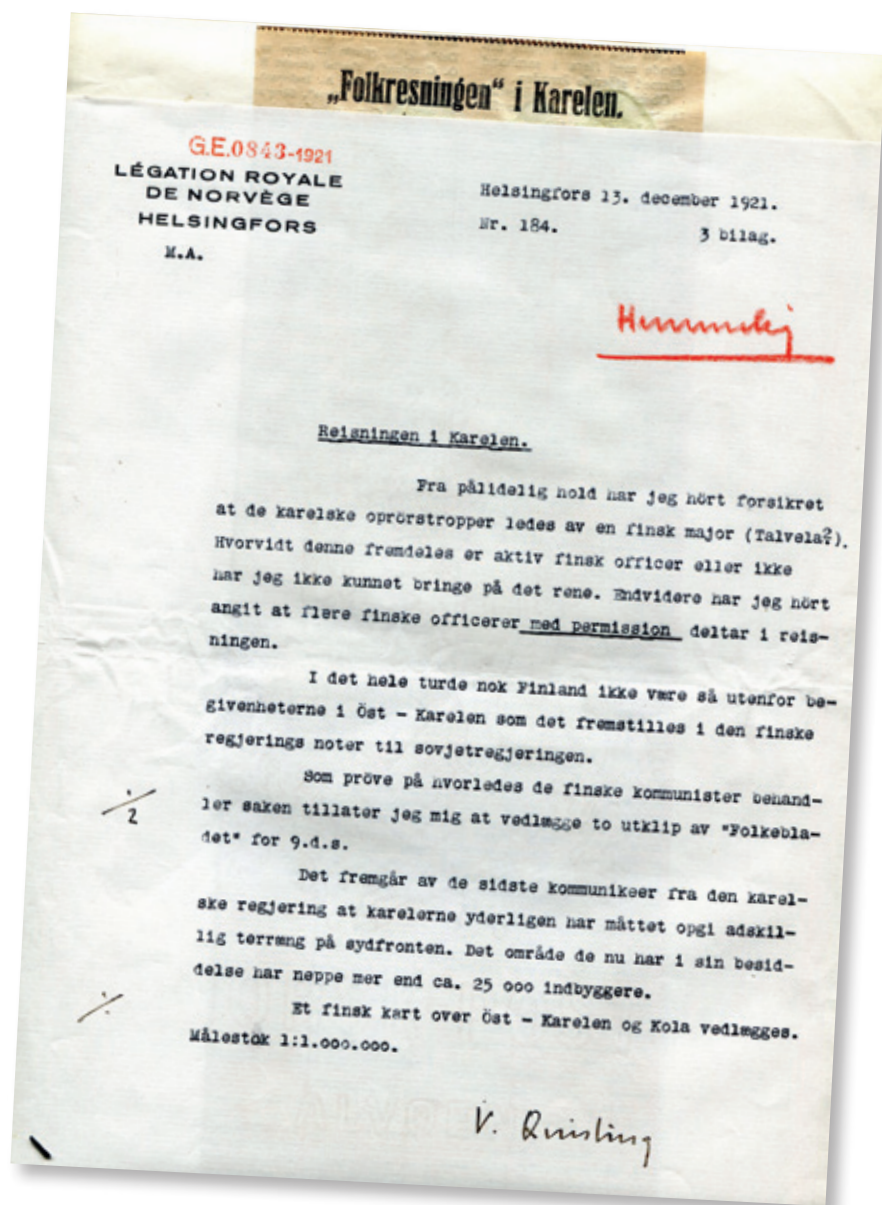 „Folkresningen“ i Karelen.
G.E.0843-1921
LÉGATION ROYALE
DE NORVÈGE
HELSINGFORS
M.A.
Helsingfors 13. december 1921.
Nr. 184. 3 bilag.
Hemmelig
Reisningen i Karelen.
Fra pålidelig hold har jeg hört forsikret
at de karelske oprörstropper ledes av en finsk major (Talvela?).
Hvorvidt denne fremdeles er aktiv finsk officer eller ikke
har jeg ikke kunnet bringe på det rene. Endvidere har jeg hört
angit at flere finske officerer med permission deltar i reis-
ningen.
I det hele turde nok Finland ikke være så utenfor be-
givenheterne i Öst - Karelen som det fremstilles i den finske
regjerings noter til sovjetregjeringen.
Som pröve på hvorledes de finske kommunister behand-
ler saken tillater jeg mig at vedlægge to utklip av "Folkebla-
det" for 9.d.s.
⁒
2
Det fremgår av de sidste kommunikeer fra den karel-
ske regjering at karelerne yderligen har måttet opgi adskil-
lig terræng på sydfronten. Det område de nu har i sin besid-
delse har neppe mer end ca. 25 ooo indbyggere.
Et finsk kart over Öst - Karelen og Kola vedlægges.
⁒
Målestok 1:1.ooo.ooo.
V. Quisling